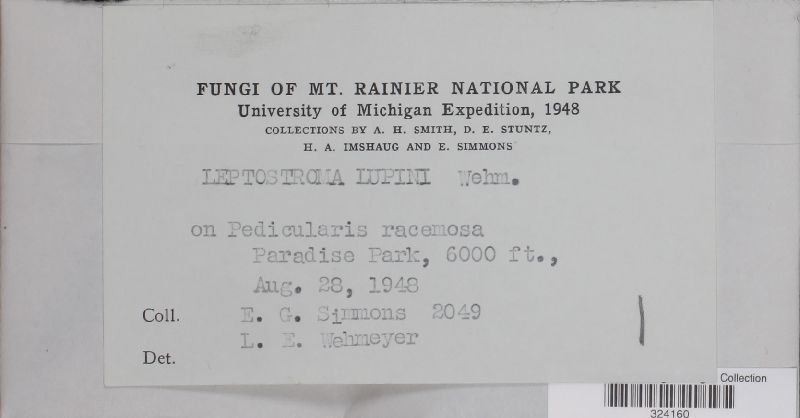 FUNGI OF MT. RAINIER NATIONAL PARK
University of Michigan Expedition, 1948
COLLECTIONS BY A. H. SMITH, D. E. STUNTZ,
H. A. IMSHAUG AND E. SIMMONS
LEPTOSTROMA LUPINI Wehm.
on Pedicularis racemosa
Paradise Park, 6000 ft.,
Aug. 28, 1948
Coll. E. G. Simmons 2049
Det. L. E. Wehmeyer
Collection
324160